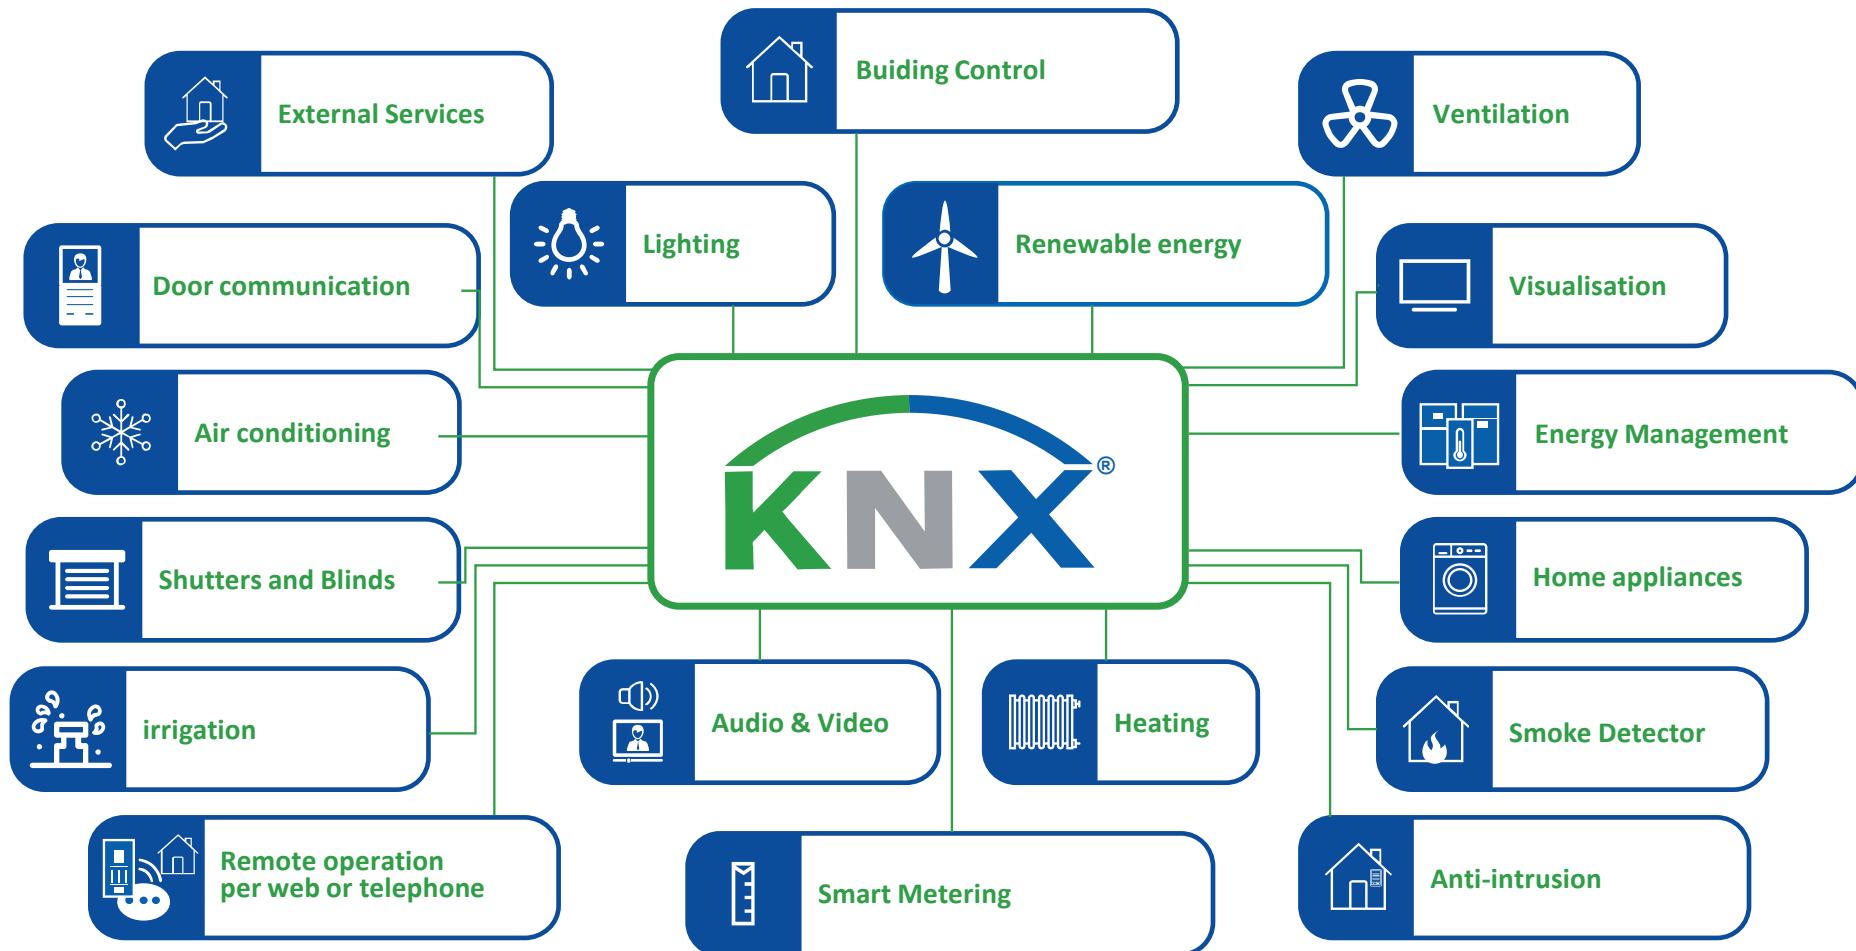 Buiding Control
External Services
Ventilation
Lighting
Renewable energy
Door communication
Visualisation
Air conditioning
KNX®
Energy Management
Shutters and Blinds
Home appliances
irrigation
Audio & Video
Heating
Smoke Detector
Remote operation
per web or telephone
Smart Metering
Anti-intrusion